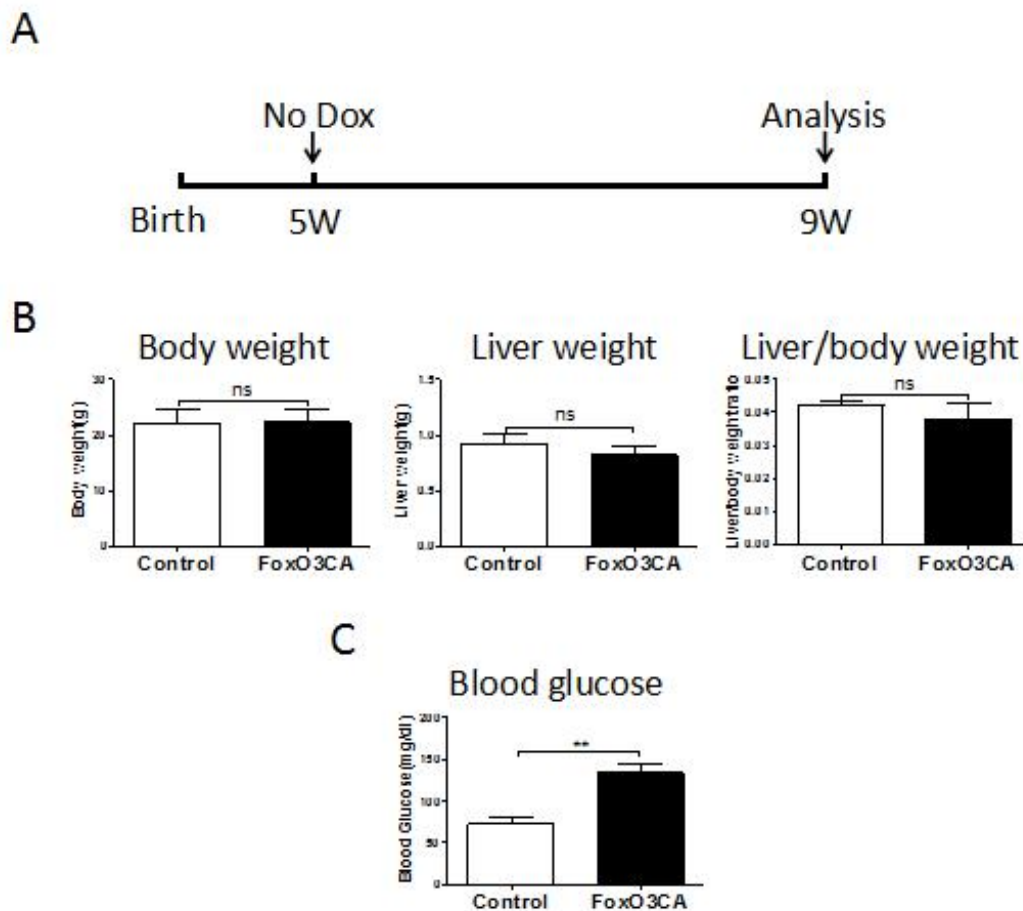 A
No Dox
Analysis
Birth
5W
9W
B
Body weight
Body weight(g)
30
20
10
0
ns
Control
FoxO3CA
Liver weight
Liver weight(g)
1.5
1.0
0.5
0.0
ns
Control
FoxO3CA
Liver/body weight
Liver/body weight ratio
0.05
0.04
0.03
0.02
0.01
0.00
ns
Control
FoxO3CA
C
Blood glucose
Blood Glucose(mg/dl)
200
150
100
50
0
**
Control
FoxO3CA